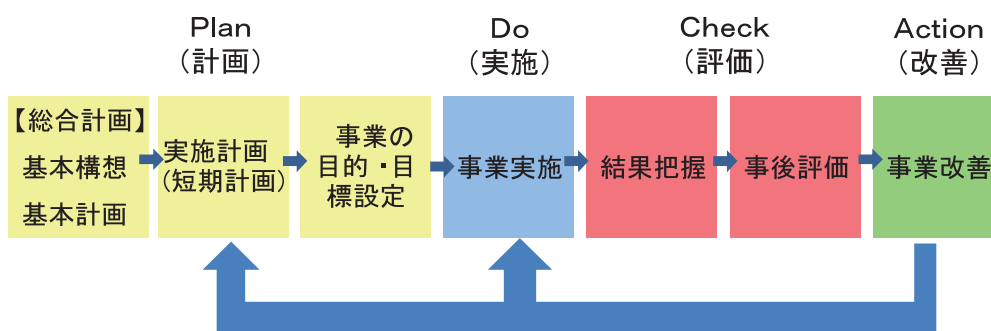 Plan
（計画）
Do
（実施）
Check
（評価）
Action
（改善）
【総合計画】
基本構想
基本計画
実施計画
（短期計画）
事業の
目的・目
標設定
事業実施
結果把握
事後評価
事業改善